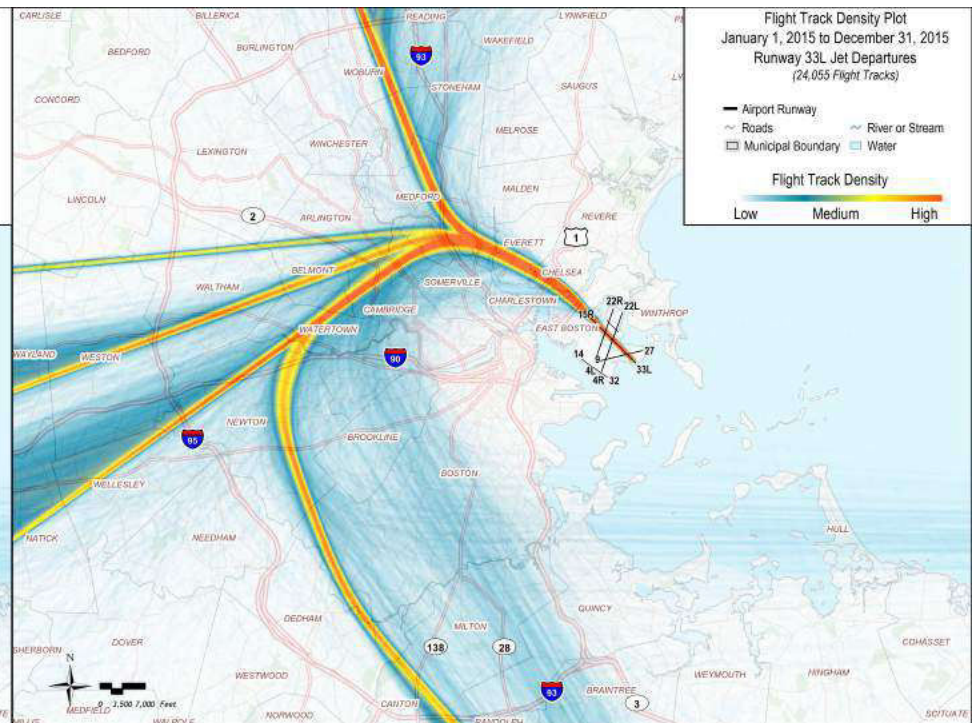 Flight Track Density Plot
January 1, 2015 to December 31, 2015
Runway 33L Jet Departures
(24,055 Flight Tracks)
Airport Runway
Roads
River or Stream
Municipal Boundary
Water
Flight Track Density
Low
Medium
High
CARLISLE
BILLERICA
READING
LYNNFIELD
BEDFORD
BURLINGTON
WAKEFIELD
93
WOBURN
STONEHAM
SAUGUS
CONCORD
MELROSE
LEXINGTON
WINCHESTER
LINCOLN
MEDFORD
MALDEN
2
ARLINGTON
REVERE
EVERETT
1
BELMONT
CHELSEA
WALTHAM
SOMERVILLE
CHARLESTOWN
22R
22L
CAMBRIDGE
15R
WINTHROP
WATERTOWN
EAST BOSTON
WAYLAND
WESTON
90
14
9
27
4L
33L
4R
32
NEWTON
95
BROOKLINE
BOSTON
WELLESLEY
NATICK
NEEDHAM
HULL
QUINCY
DEDHAM
MILTON
DOVER
138
28
COHASSET
SHERBORN
N
WESTWOOD
WEYMOUTH
HINGHAM
93
BRAINTREE
3
0 3,500 7,000 Feet
MEDFIELD
NORWOOD
CANTON
RANDOLPH
SCITUATE